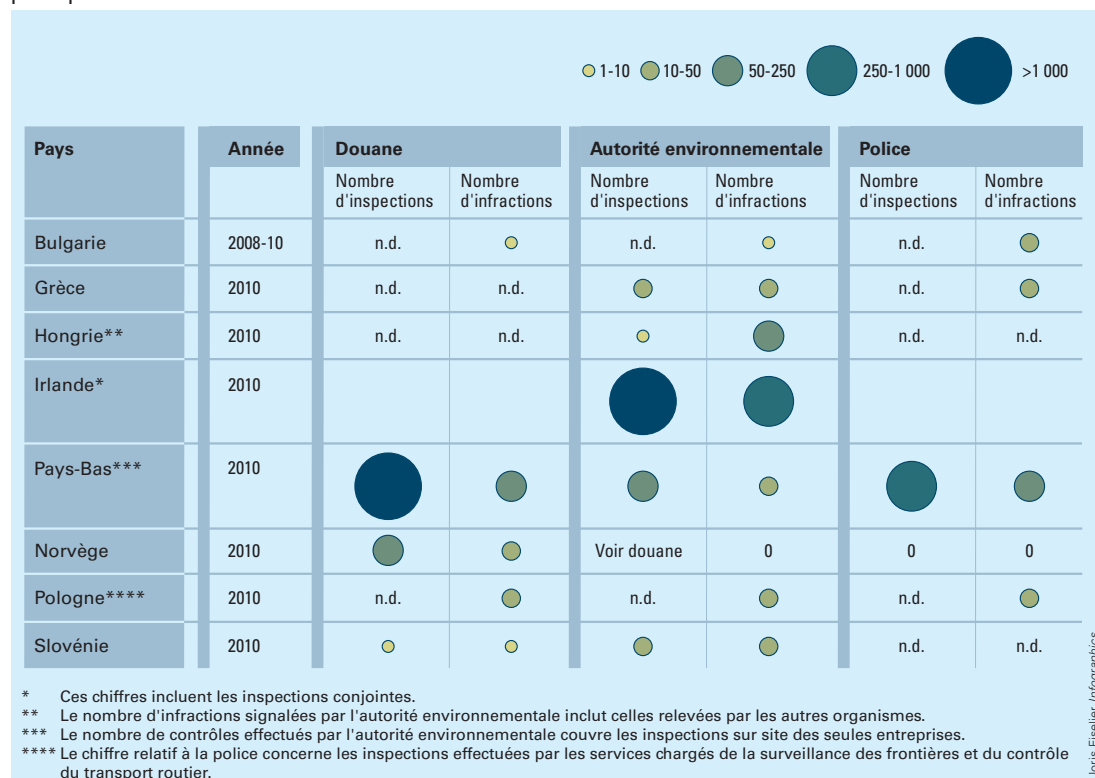 1-10 10-50 50-250 250-1 000 >1 000
Pays Année Douane Autorité environnementale Police
Nombre d'inspections Nombre d'infractions Nombre d'inspections Nombre d'infractions Nombre d'inspections Nombre d'infractions
Bulgarie 2008-10 n.d. n.d. n.d.
Grèce 2010 n.d. n.d. n.d.
Hongrie** 2010 n.d. n.d. n.d. n.d.
Irlande* 2010
Pays-Bas*** 2010
Norvège 2010 Voir douane 0 0 0
Pologne**** 2010 n.d. n.d. n.d.
Slovénie 2010 n.d. n.d.
* Ces chiffres incluent les inspections conjointes.
** Le nombre d'infractions signalées par l'autorité environnementale inclut celles relevées par les autres organismes.
*** Le nombre de contrôles effectués par l'autorité environnementale couvre les inspections sur site des seules entreprises.
**** Le chiffre relatif à la police concerne les inspections effectuées par les services chargés de la surveillance des frontières et du contrôle
du transport routier.
Joris Fiselier Infographics